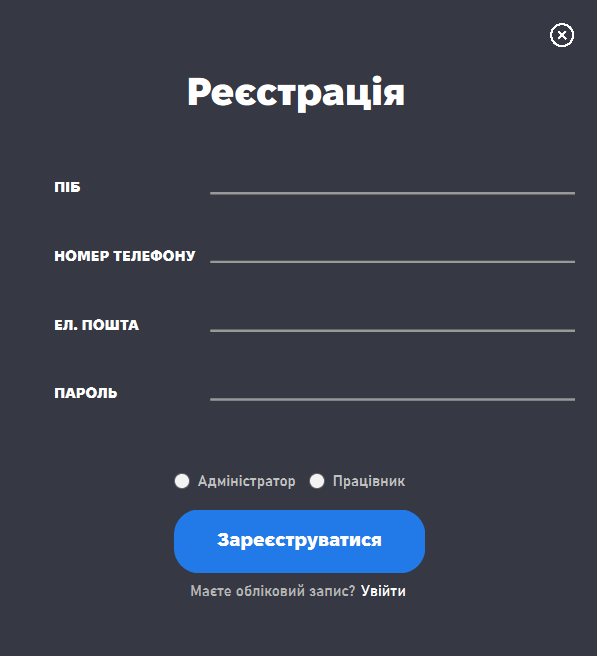 Реєстрація
ПІБ
НОМЕР ТЕЛЕФОНУ
ЕЛ. ПОШТА
ПАРОЛЬ
Адміністратор Працівник
Зареєструватися
Маєте обліковий запис? Увійти